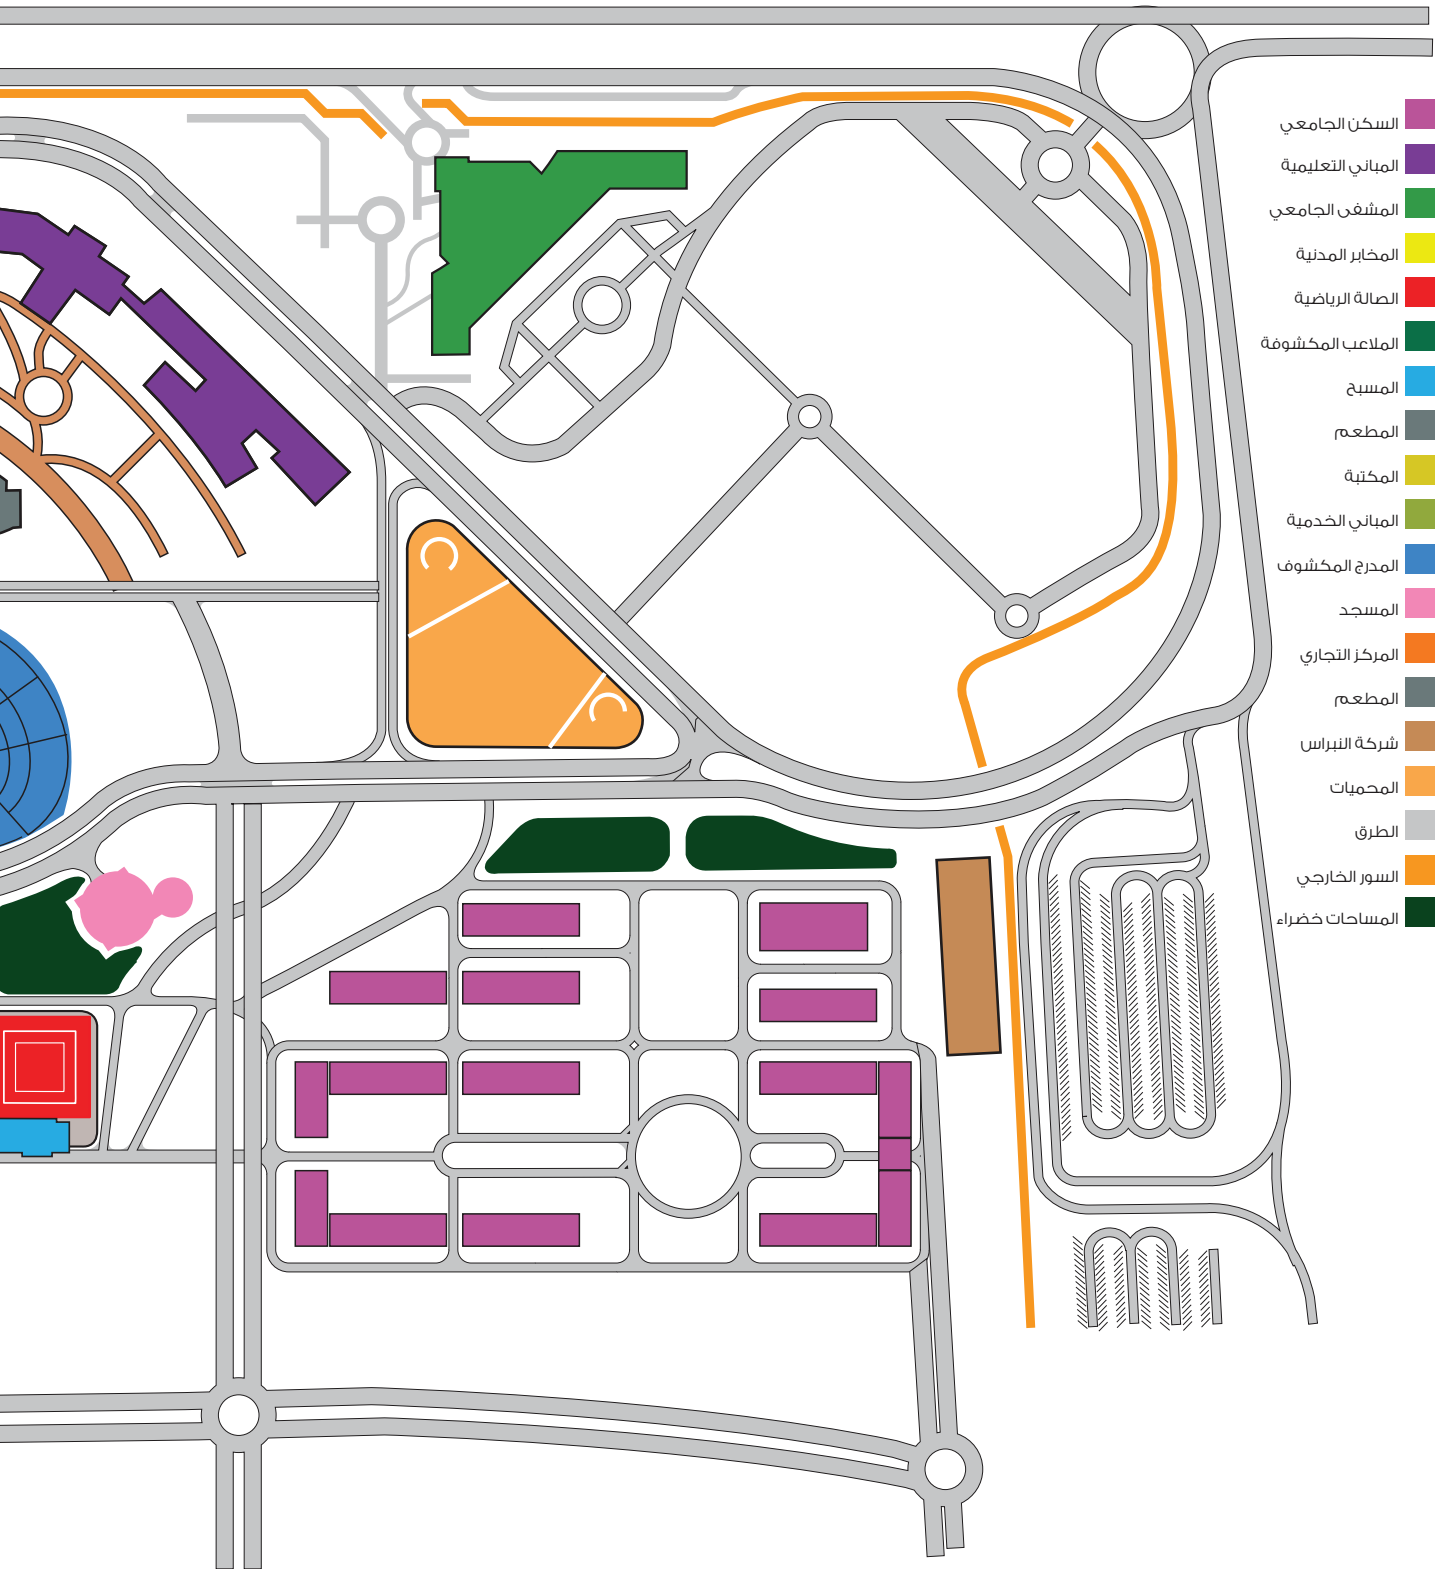 السكن الجامعي
المباني التعليمية
المشفى الجامعي
المخابر المدنية
الصالة الرياضية
الملاعب المكشوفة
المسبح
المطعم
المكتبة
المباني الخدمية
المدرج المكشوف
المسجد
المركز التجاري
المطعم
شركة النبراس
المحميات
الطرق
السور الخارجي
المساحات خضراء